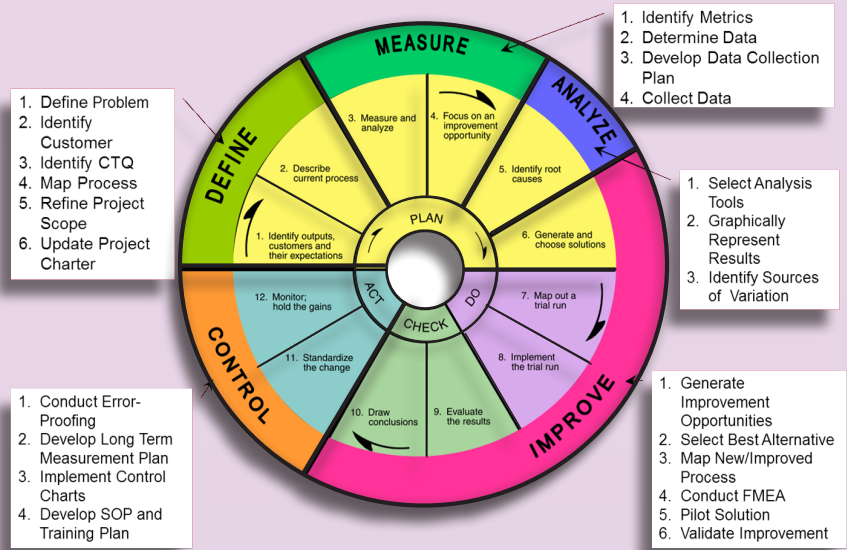 MEASURE
ANALYZE
IMPROVE
CONTROL
DEFINE
1. Identify Metrics
2. Determine Data
3. Develop Data Collection
Plan
4. Collect Data
1. Define Problem
2. Identify
Customer
3. Identify CTQ
4. Map Process
5. Refine Project
Scope
6. Update Project
Charter
1. Select Analysis
Tools
2. Graphically
Represent
Results
3. Identify Sources
of Variation
1. Generate
Improvement
Opportunities
2. Select Best Alternative
3. Map New/Improved
Process
4. Conduct FMEA
5. Pilot Solution
6. Validate Improvement
1. Conduct Error-
Proofing
2. Develop Long Term
Measurement Plan
3. Implement Control
Charts
4. Develop SOP and
Training Plan
PLAN
DO
CHECK
ACT
1. Identify outputs,
customers and
their expectations
2. Describe
current process
3. Measure and
analyze
4. Focus on an
improvement
opportunity
5. Identify root
causes
6. Generate and
choose solutions
7. Map out a
trial run
8. Implement
the trial run
9. Evaluate
the results
10. Draw
conclusions
11. Standardize
the change
12. Monitor;
hold the gains